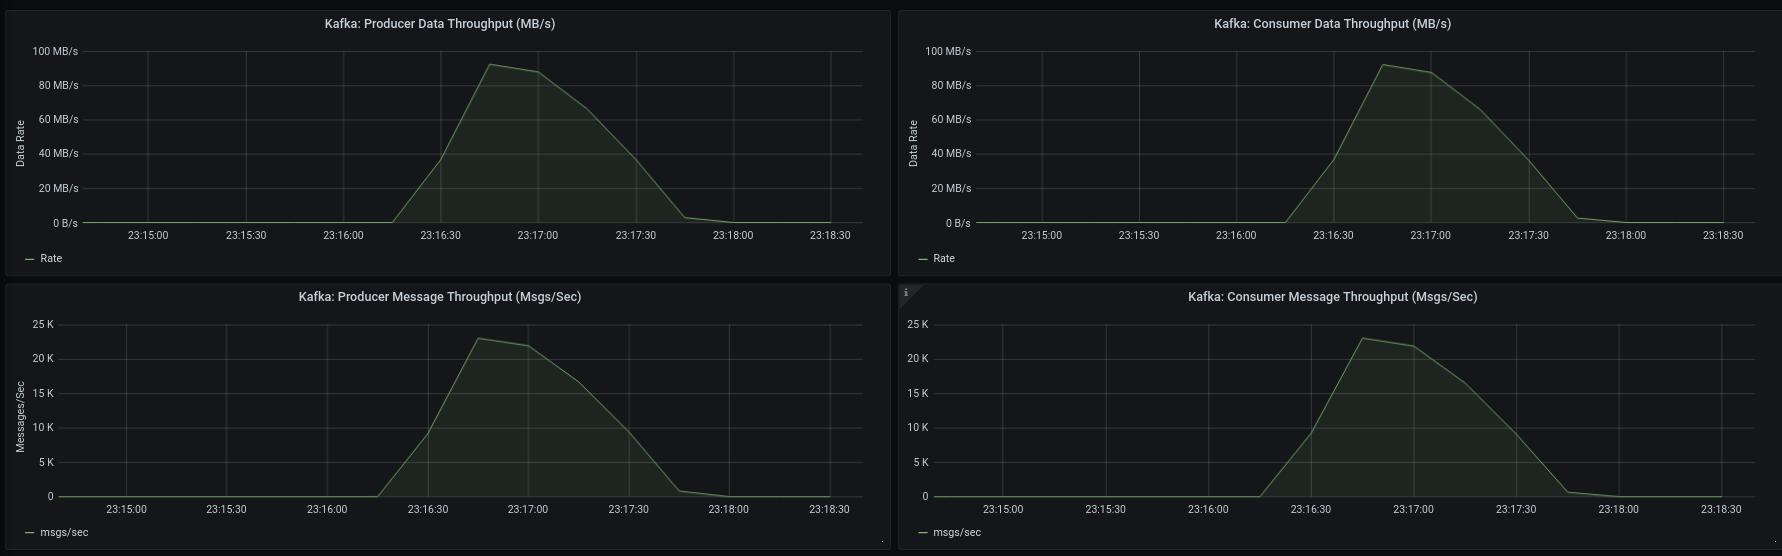 Kafka: Producer Data Throughput (MB/s)
100 MB/s
80 MB/s
60 MB/s
40 MB/s
20 MB/s
0 B/s
Data Rate
23:15:00 23:15:30 23:16:00 23:16:30 23:17:00 23:17:30 23:18:00 23:18:30
Rate
Kafka: Consumer Data Throughput (MB/s)
100 MB/s
80 MB/s
60 MB/s
40 MB/s
20 MB/s
0 B/s
Data Rate
23:15:00 23:15:30 23:16:00 23:16:30 23:17:00 23:17:30 23:18:00 23:18:30
Rate
Kafka: Producer Message Throughput (Msgs/Sec)
25 K
20 K
15 K
10 K
5 K
0
Messages/Sec
23:15:00 23:15:30 23:16:00 23:16:30 23:17:00 23:17:30 23:18:00 23:18:30
msgs/sec
i
Kafka: Consumer Message Throughput (Msgs/Sec)
25 K
20 K
15 K
10 K
5 K
0
23:15:00 23:15:30 23:16:00 23:16:30 23:17:00 23:17:30 23:18:00 23:18:30
msgs/sec